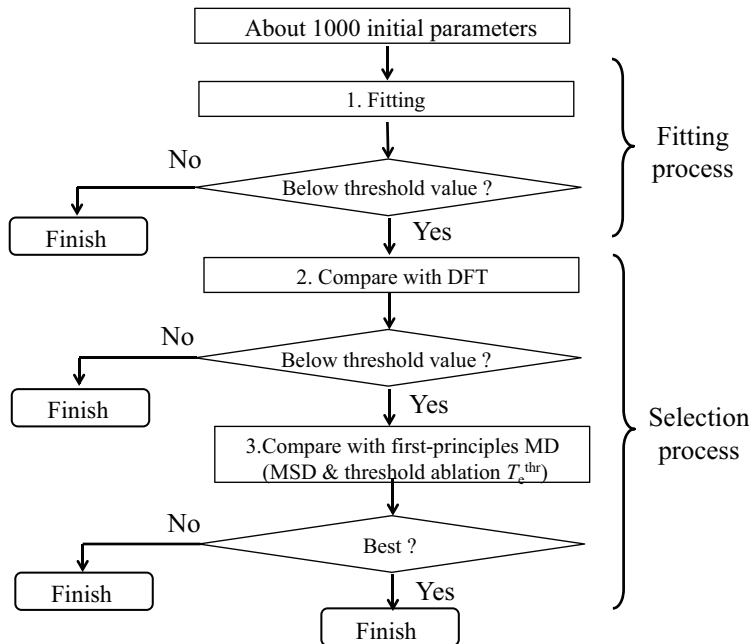 About 1000 initial parameters
1. Fitting
No
Below threshold value ?
Fitting
process
Finish
Yes
2. Compare with DFT
No
Below threshold value ?
Finish
Yes
Selection
process
3.Compare with first-principles MD
(MSD & threshold ablation Tₑᵗʰʳ)
No
Best ?
Finish
Yes
Finish